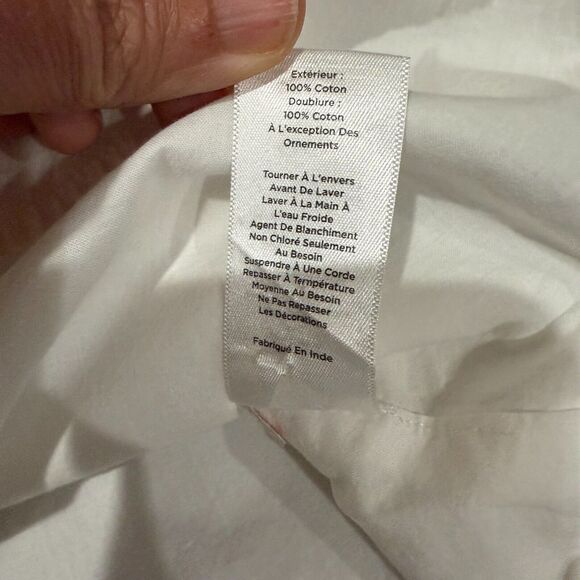 Extérieur :
100% Coton
Doublure :
100% Coton
À L'exception Des
Ornements
Tourner À L'envers
Avant De Laver
Laver À La Main À
L'eau Froide
Agent De Blanchiment
Non Chloré Seulement
Au Besoin
Suspendre À Une Corde
Repasser À Température
Moyenne Au Besoin
Ne Pas Repasser
Les Décorations
Fabriqué En Inde